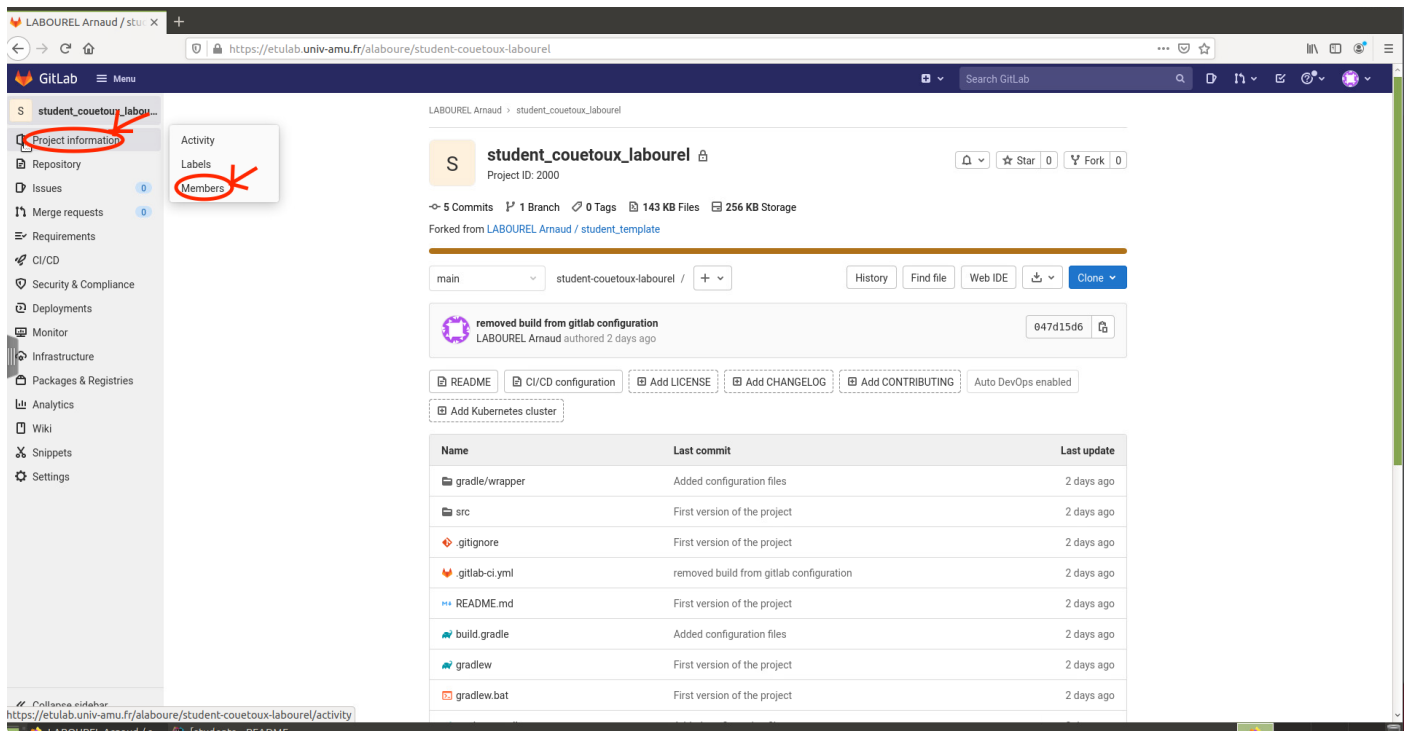 LABOUREL Arnaud / stuc
https://etulab.univ-amu.fr/alaboure/student-couetoux-labourel
GitLab
Menu
Search GitLab
S
student_couetoux_labou...
Project information
Repository
Issues 0
Merge requests 0
Requirements
CI/CD
Security & Compliance
Deployments
Monitor
Infrastructure
Packages & Registries
Analytics
Wiki
Snippets
Settings
Collapse sidebar
https://etulab.univ-amu.fr/alaboure/student-couetoux-labourel/activity
Activity
Labels
Members
LABOUREL Arnaud > student_couetoux_labourel
S
student_couetoux_labourel
Project ID: 2000
Star 0 Fork 0
5 Commits 1 Branch 0 Tags 143 KB Files 256 KB Storage
Forked from LABOUREL Arnaud / student_template
main student-couetoux-labourel / + History Find file Web IDE Clone
removed build from gitlab configuration
LABOUREL Arnaud authored 2 days ago
047d15d6
README CI/CD configuration Add LICENSE Add CHANGELOG Add CONTRIBUTING Auto DevOps enabled
Add Kubernetes cluster
Name Last commit Last update
gradle/wrapper Added configuration files 2 days ago
src First version of the project 2 days ago
.gitignore First version of the project 2 days ago
.gitlab-ci.yml removed build from gitlab configuration 2 days ago
README.md First version of the project 2 days ago
build.gradle Added configuration files 2 days ago
gradlew First version of the project 2 days ago
gradlew.bat First version of the project 2 days ago